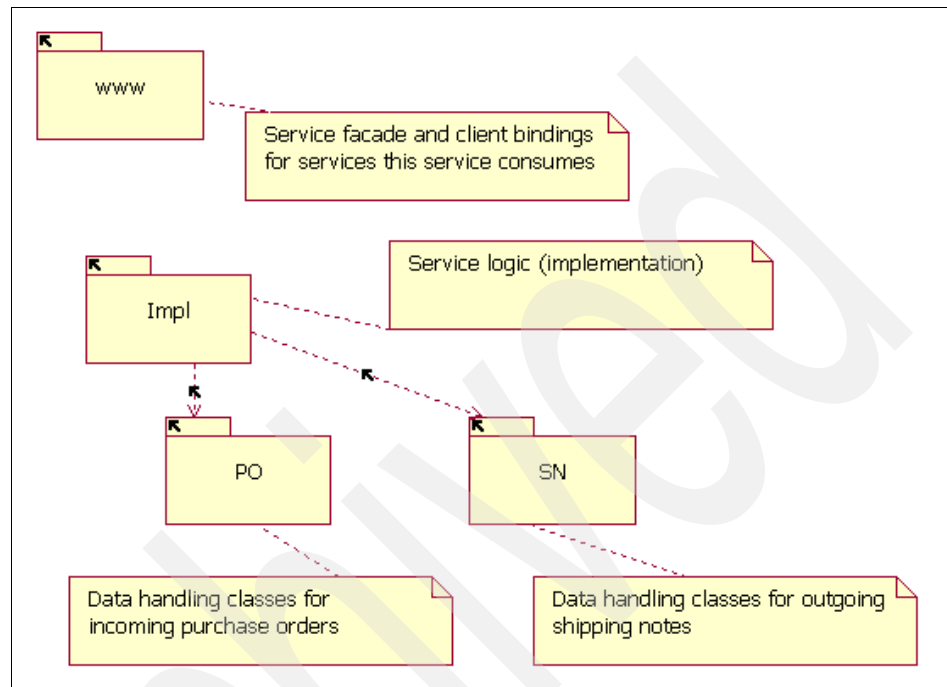 www
Service facade and client bindings
for services this service consumes
Service logic (implementation)
Impl
PO
SN
Data handling classes for
incoming purchase orders
Data handling classes for outgoing
shipping notes
hived